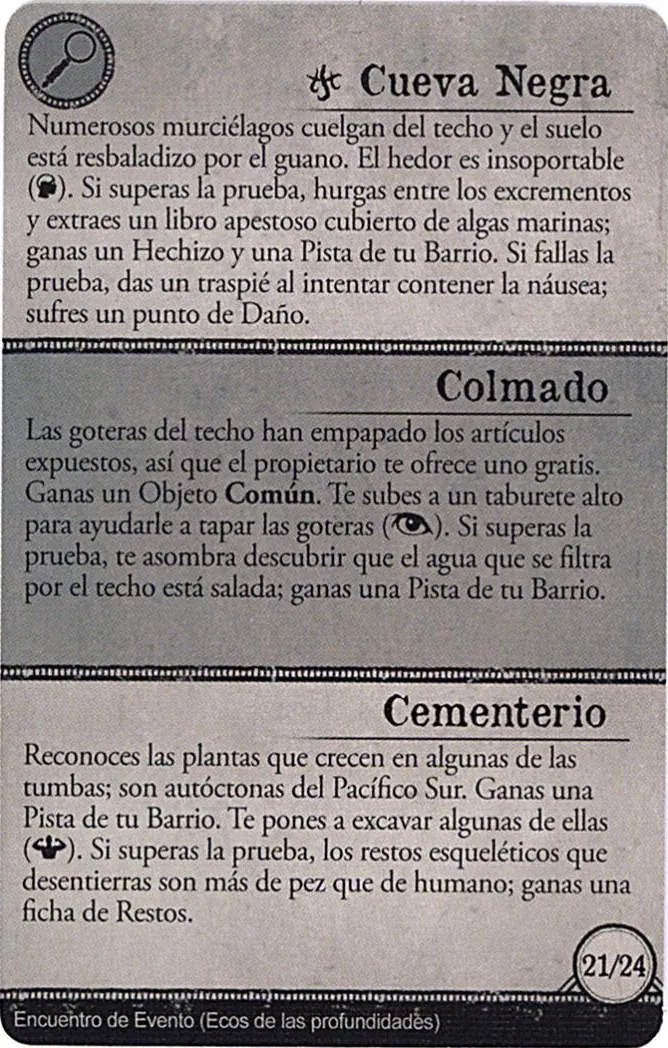 Cueva Negra
Numerosos murciélagos cuelgan del techo y el suelo
está resbaladizo por el guano. El hedor es insoportable
( ). Si superas la prueba, hurgas entre los excrementos
y extraes un libro apestoso cubierto de algas marinas;
ganas un Hechizo y una Pista de tu Barrio. Si fallas la
prueba, das un traspié al intentar contener la náusea;
sufres un punto de Daño.
Colmado
Las goteras del techo han empapado los artículos
expuestos, así que el propietario te ofrece uno gratis.
Ganas un Objeto Común. Te subes a un taburete alto
para ayudarle a tapar las goteras ( ). Si superas la
prueba, te asombra descubrir que el agua que se filtra
por el techo está salada; ganas una Pista de tu Barrio.
Cementerio
Reconoces las plantas que crecen en algunas de las
tumbas; son autóctonas del Pacífico Sur. Ganas una
Pista de tu Barrio. Te pones a excavar algunas de ellas
( ). Si superas la prueba, los restos esqueléticos que
desentierras son más de pez que de humano; ganas una
ficha de Restos.
21/24
Encuentro de Evento (Ecos de las profundidades)